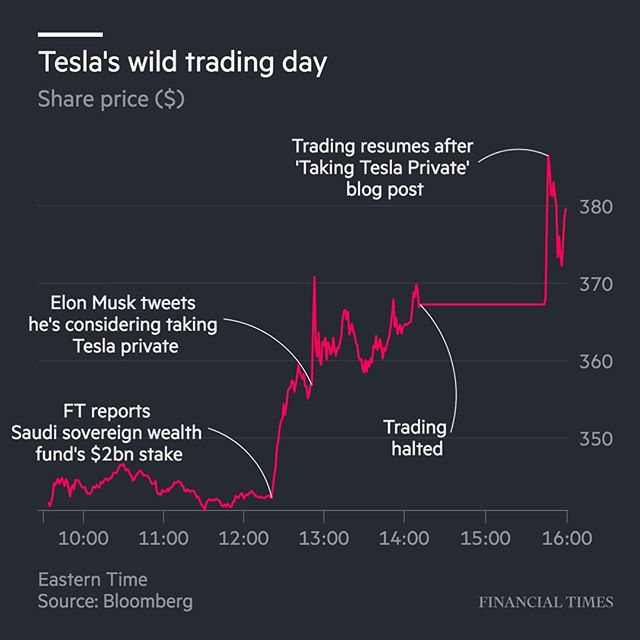 Tesla's wild trading day
Share price ($)
Trading resumes after
'Taking Tesla Private'
blog post
380
370
Elon Musk tweets
he's considering taking
Tesla private
360
FT reports
Saudi sovereign wealth
fund's $2bn stake
Trading
halted
350
10:00 11:00 12:00 13:00 14:00 15:00 16:00
Eastern Time
Source: Bloomberg
FINANCIAL TIMES